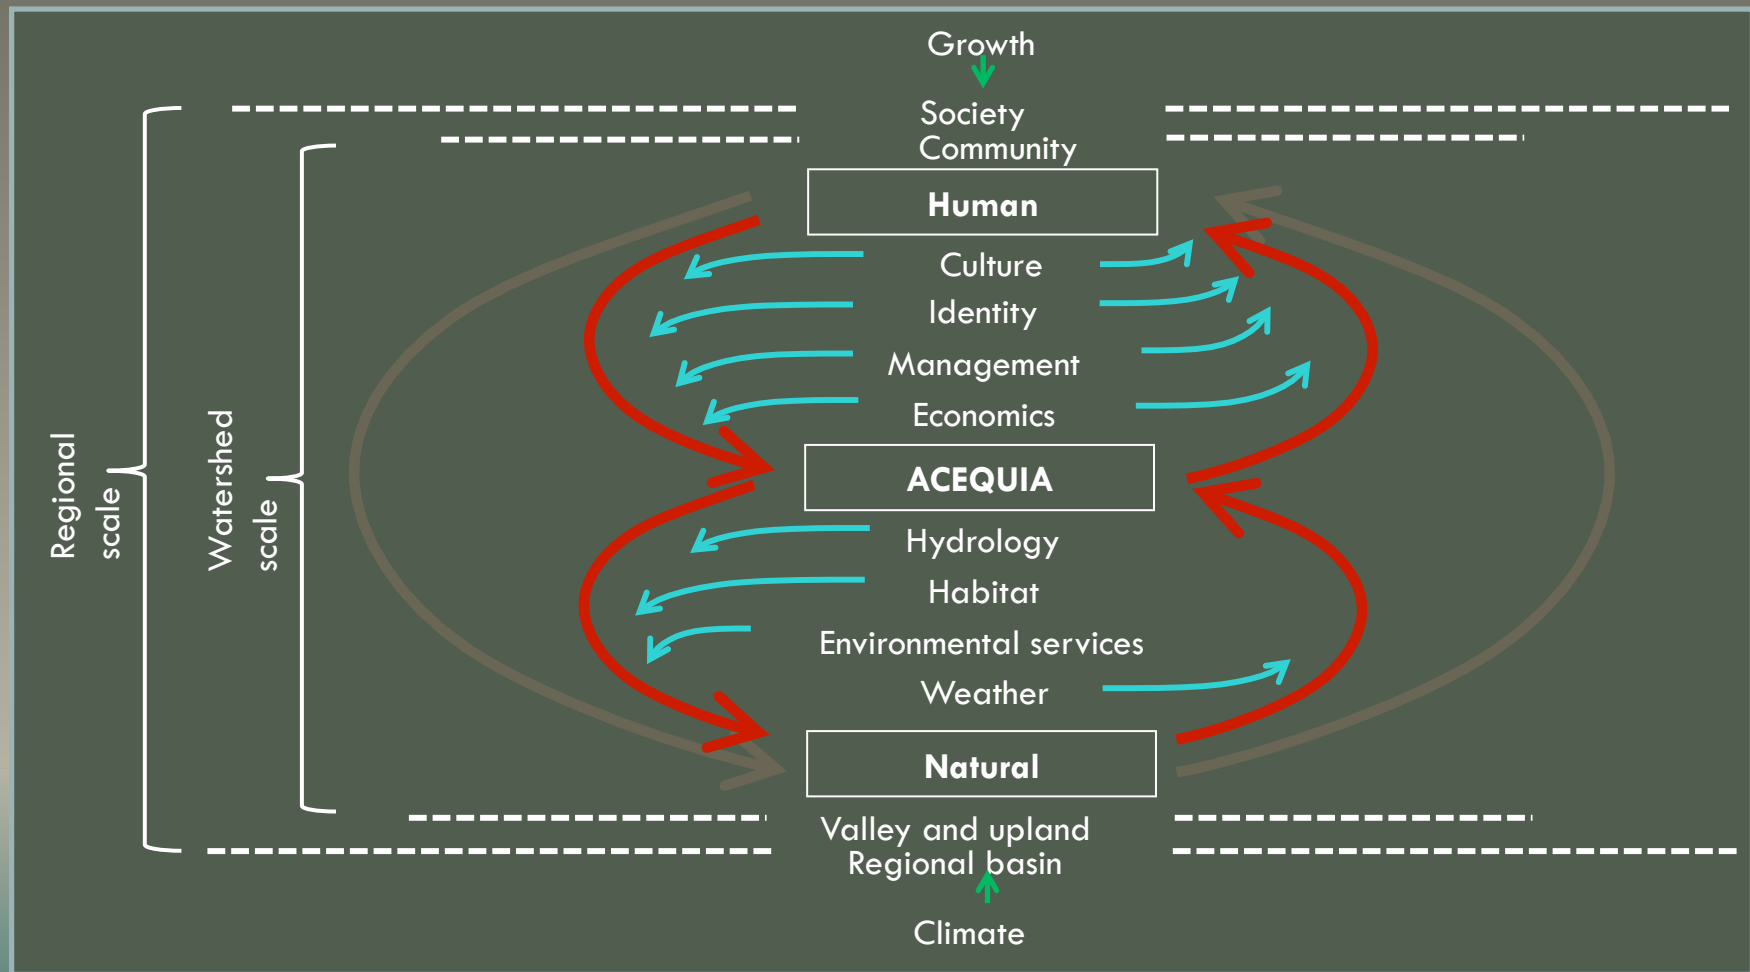 Growth
Society
Community
Human
Culture
Identity
Management
Economics
ACEQUIA
Hydrology
Habitat
Environmental services
Weather
Natural
Valley and upland
Regional basin
Climate
Regional
scale
Watershed
scale